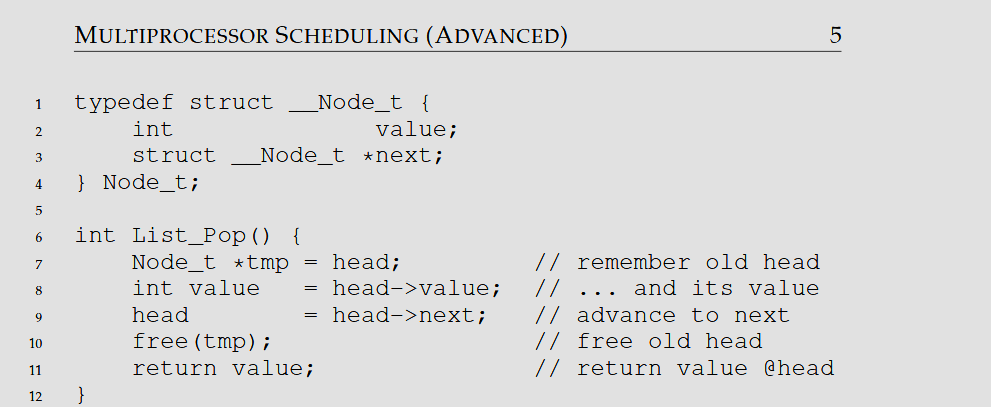 MULTIPROCESSOR SCHEDULING (ADVANCED) 5
1 typedef struct __Node_t {
2     int              value;
3     struct __Node_t *next;
4 } Node_t;
5
6 int List_Pop() {
7     Node_t *tmp = head;         // remember old head
8     int value   = head->value;  // ... and its value
9     head        = head->next;   // advance to next
10     free(tmp);                  // free old head
11     return value;               // return value @head
12 }